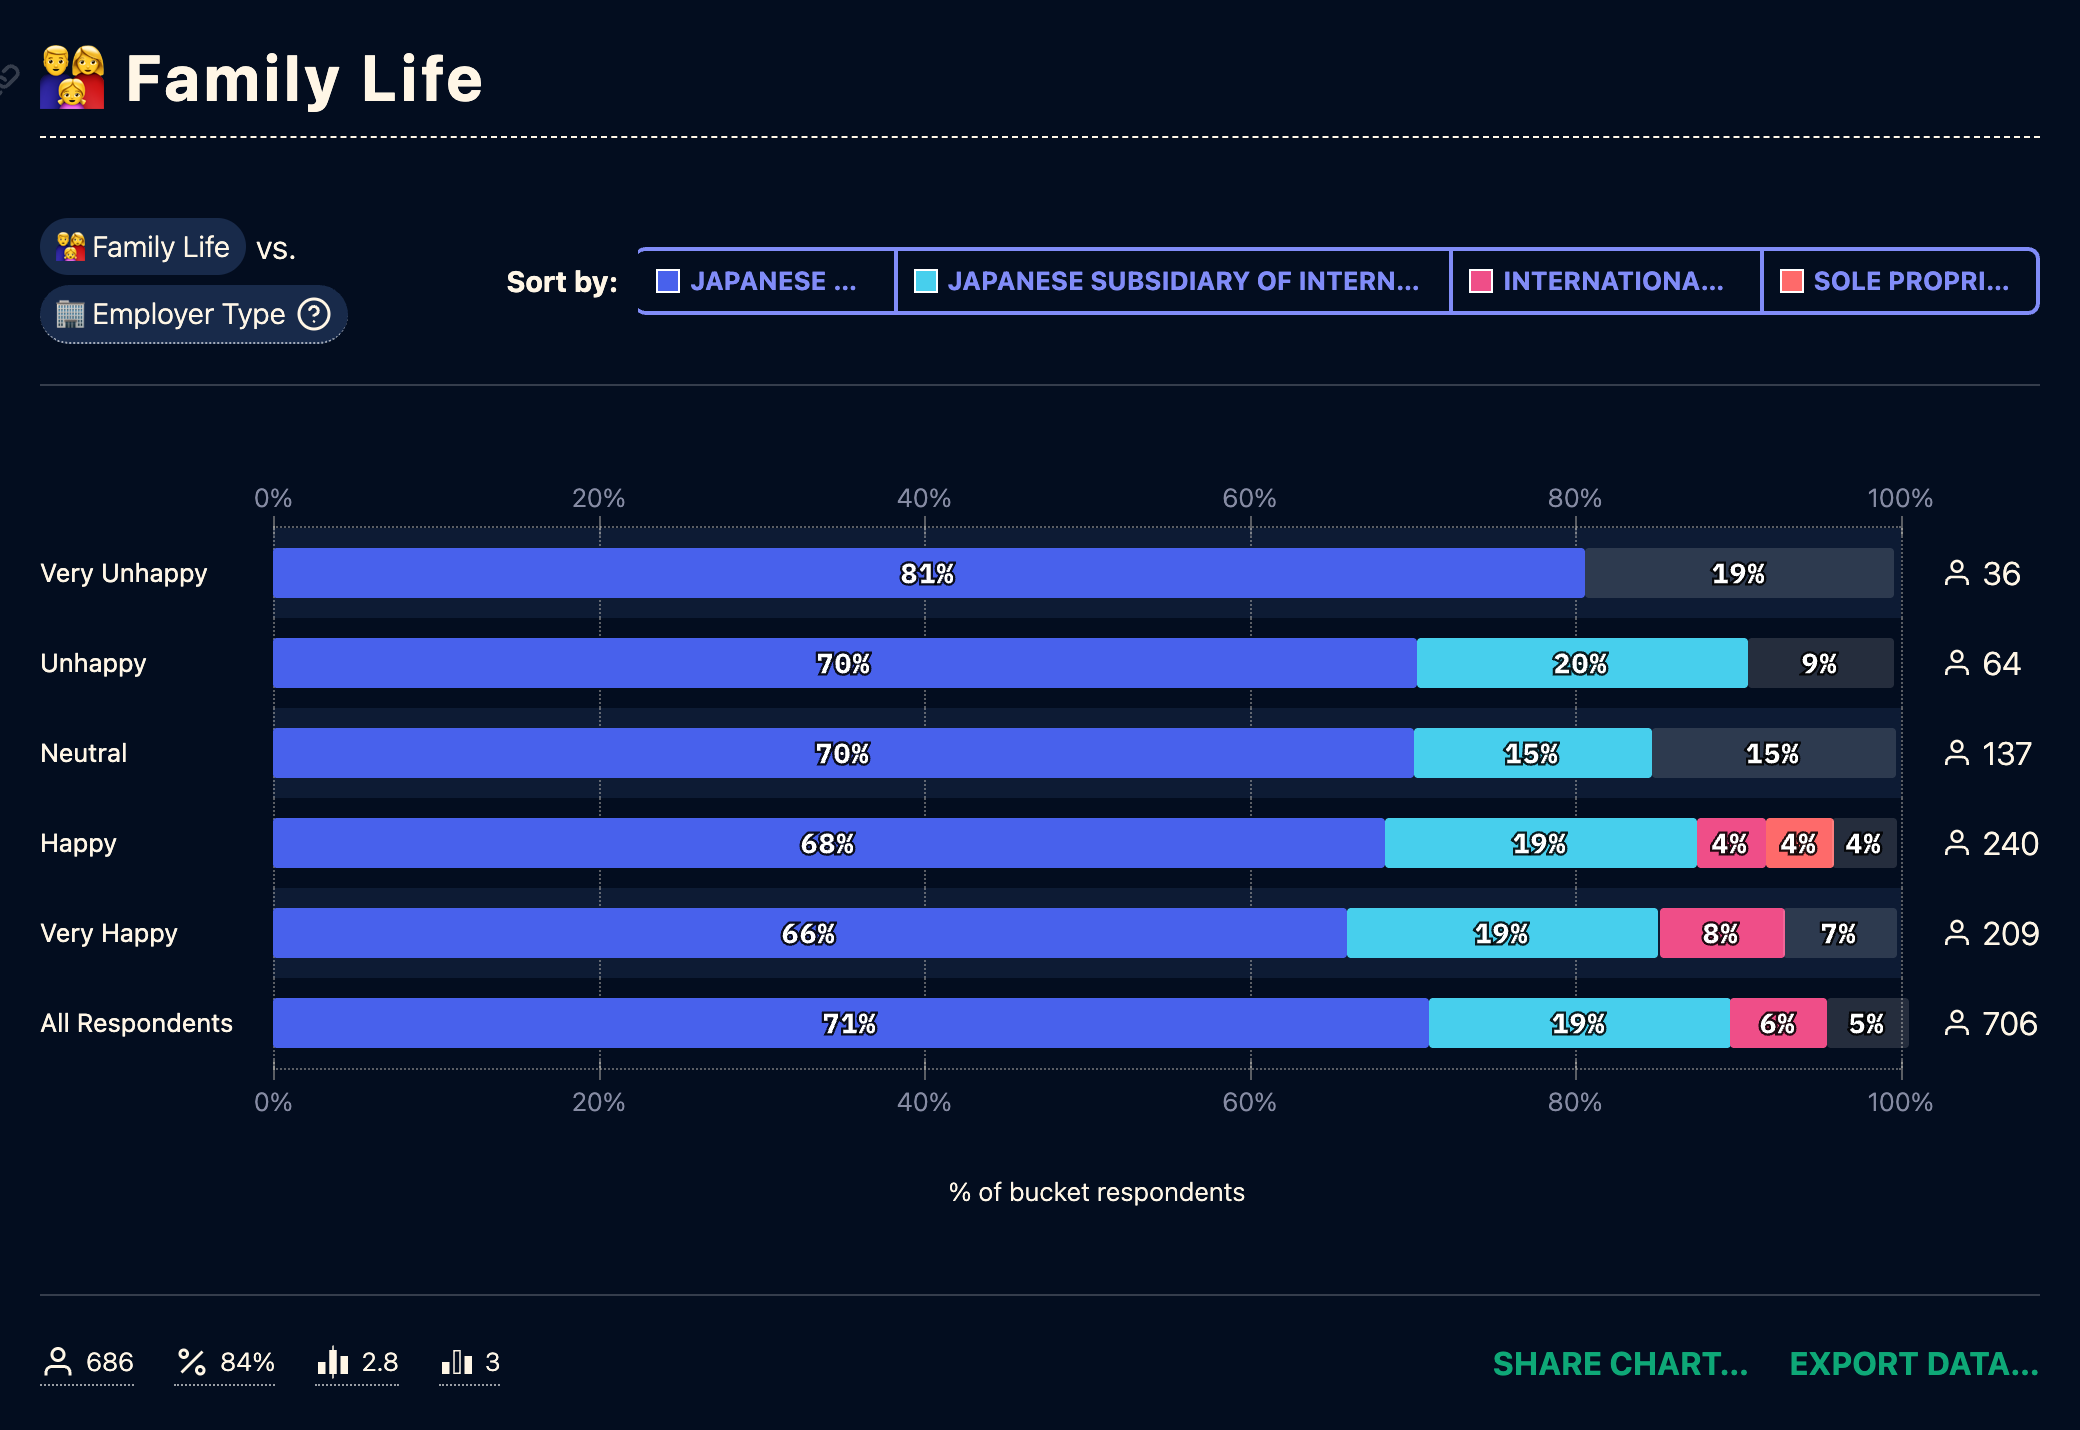 Family Life
Family Life vs.
Employer Type ?
Sort by: JAPANESE ... JAPANESE SUBSIDIARY OF INTERN... INTERNATIONA... SOLE PROPRI...
0% 20% 40% 60% 80% 100%
Very Unhappy 81% 19% 36
Unhappy 70% 20% 9% 64
Neutral 70% 15% 15% 137
Happy 68% 19% 4% 4% 4% 240
Very Happy 66% 19% 8% 7% 209
All Respondents 71% 19% 6% 5% 706
0% 20% 40% 60% 80% 100%
% of bucket respondents
686 84% 2.8 3 SHARE CHART... EXPORT DATA...